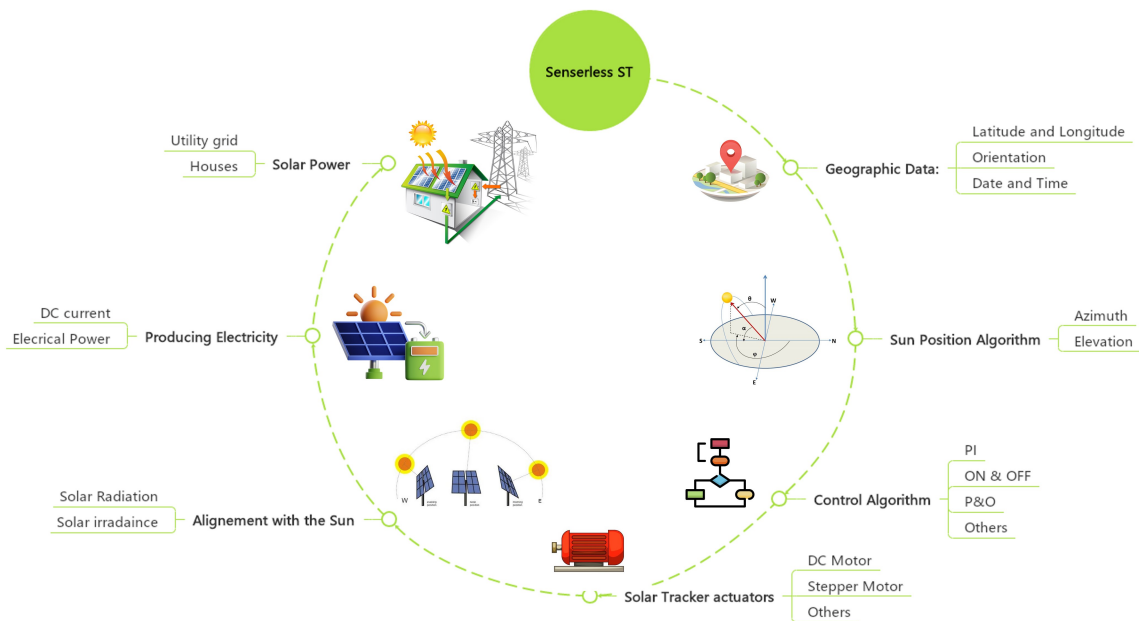 Senserless ST
Geographic Data:
Latitude and Longitude
Orientation
Date and Time
Sun Position Algorithm
Azimuth
Elevation
θ
W
α
S
N
φ
E
Control Algorithm
PI
ON & OFF
P&O
Others
Solar Tracker actuators
DC Motor
Stepper Motor
Others
Alignement with the Sun
Solar Radiation
Solar irradaince
W
E
Producing Electricity
DC current
Elecrical Power
Solar Power
Utility grid
Houses